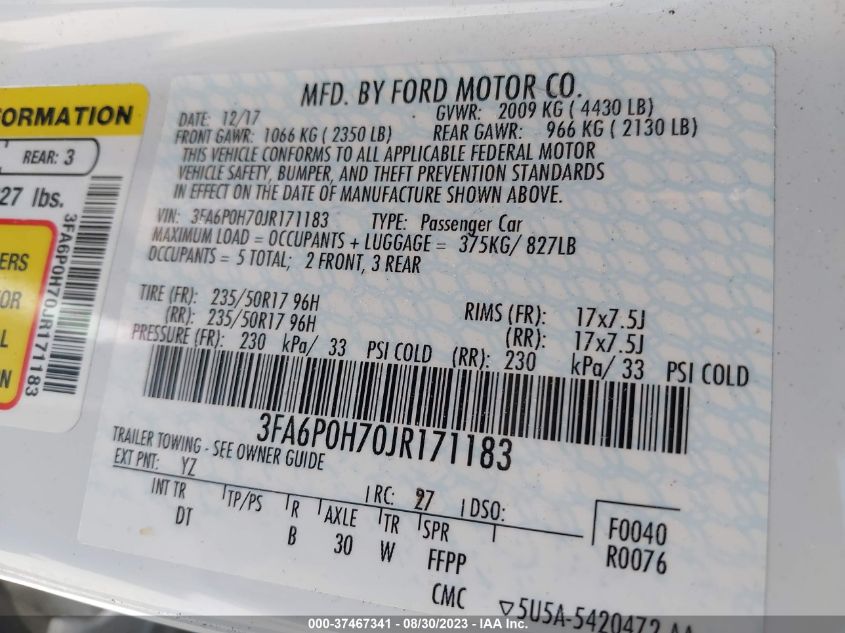 FORMATION
REAR: 3
27 lbs.
3FA6P0H70JR171183
ERS
OR
L
N
MFD. BY FORD MOTOR CO.
DATE: 12/17 GVWR: 2009 KG ( 4430 LB)
FRONT GAWR: 1066 KG ( 2350 LB) REAR GAWR: 966 KG ( 2130 LB)
THIS VEHICLE CONFORMS TO ALL APPLICABLE FEDERAL MOTOR
VEHICLE SAFETY, BUMPER, AND THEFT PREVENTION STANDARDS
IN EFFECT ON THE DATE OF MANUFACTURE SHOWN ABOVE.
VIN: 3FA6P0H70JR171183 TYPE: Passenger Car
MAXIMUM LOAD = OCCUPANTS + LUGGAGE = 375KG/ 827LB
OCCUPANTS = 5 TOTAL; 2 FRONT, 3 REAR
TIRE (FR): 235/50R17 96H RIMS (FR): 17x7.5J
(RR): 235/50R17 96H (RR): 17x7.5J
PRESSURE (FR): 230 kPa/ 33 PSI COLD (RR): 230 kPa/ 33 PSI COLD
3FA6P0H70JR171183
TRAILER TOWING - SEE OWNER GUIDE
EXT PNT: YZ RC: 27 DSO:
INT TR TP/PS R AXLE TR SPR F0040
DT B 30 W FFPP R0076
CMC
5U5A-5420472-AA
000-37467341 - 08/30/2023 - IAA Inc.